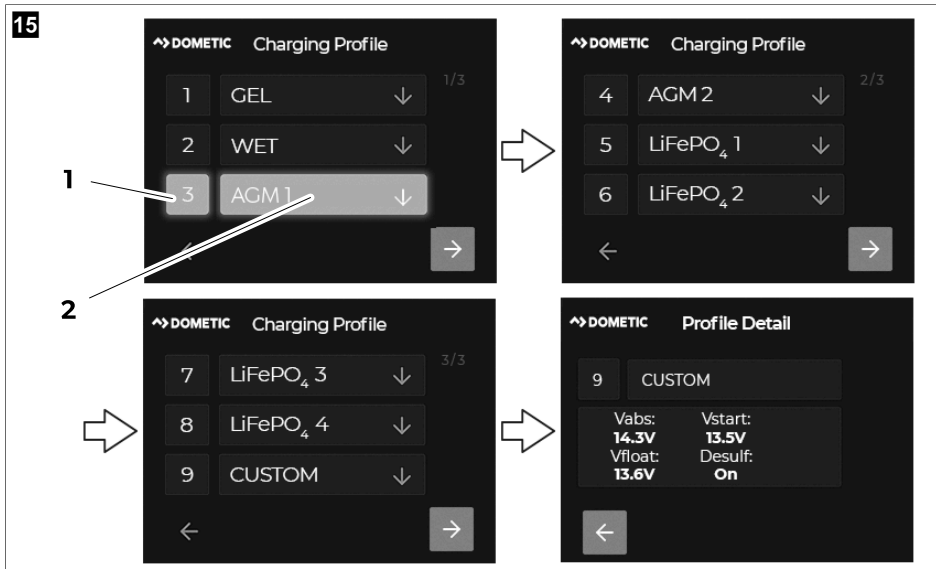 15
DOMETIC Charging Profile
1/3
1 GEL
2 WET
3 AGM 1
1
2
DOMETIC Charging Profile
2/3
4 AGM 2
5 LiFePO₄ 1
6 LiFePO₄ 2
DOMETIC Charging Profile
3/3
7 LiFePO₄ 3
8 LiFePO₄ 4
9 CUSTOM
DOMETIC Profile Detail
9 CUSTOM
Vabs: Vstart:
14.3V 13.5V
Vfloat: Desulf:
13.6V On